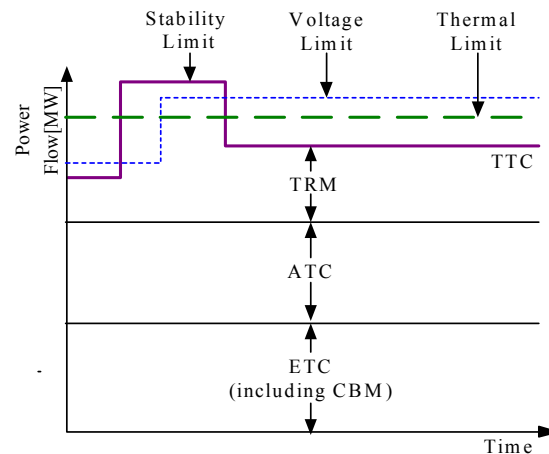 Stability
Limit
Voltage
Limit
Thermal
Limit
Power
Flow[MW]
TTC
TRM
ATC
ETC
(including CBM)
Time